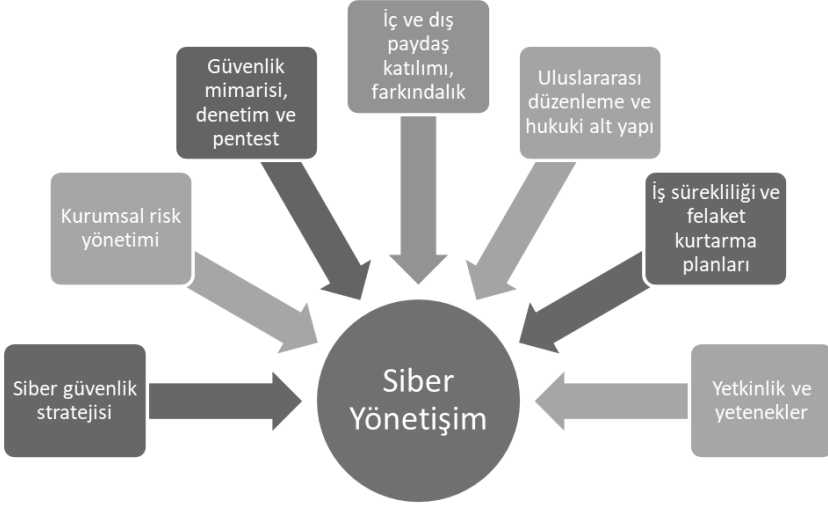 Siber güvenlik
stratejisi
Kurumsal risk
yönetimi
Güvenlik
mimarisi,
denetim ve
pentest
İç ve dış
paydaş
katılımı,
farkındalık
Uluslararası
düzenleme ve
hukuki alt yapı
İş sürekliliği ve
felaket
kurtarma
planları
Yetkinlik ve
yetenekler
Siber
Yönetişim